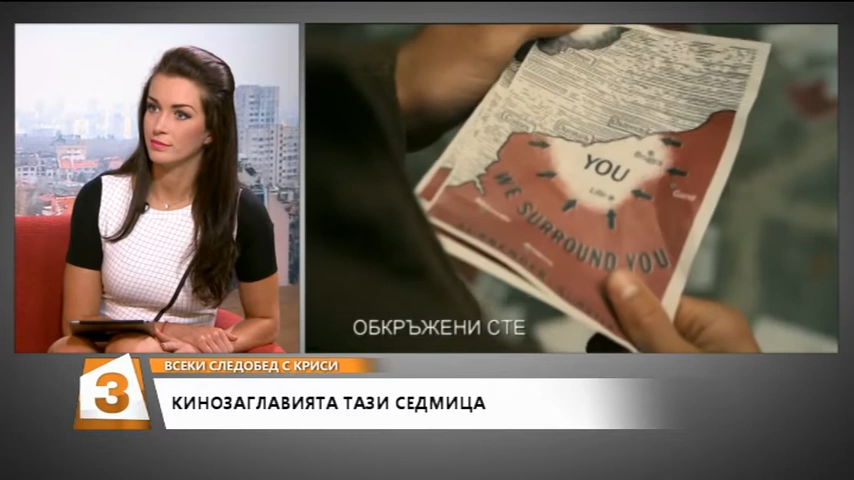 YOU
WE SURROUND YOU
ОБКРЪЖЕНИ СТЕ
3
ВСЕКИ СЛЕДОБЕД С КРИСИ
КИНОЗАГЛАВИЯТА ТАЗИ СЕДМИЦА